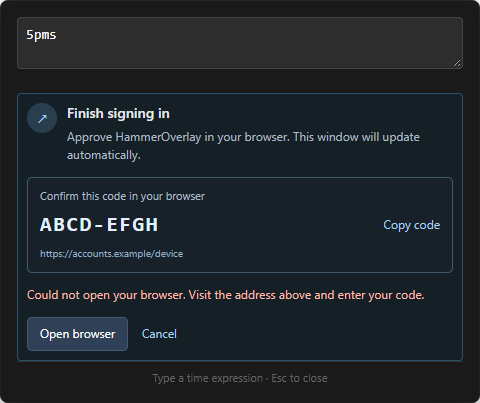 5pms
Finish signing in
Approve HammerOverlay in your browser. This window will update
automatically.
Confirm this code in your browser
ABCD-EFGH
Copy code
https://accounts.example/device
Could not open your browser. Visit the address above and enter your code.
Open browser
Cancel
Type a time expression · Esc to close